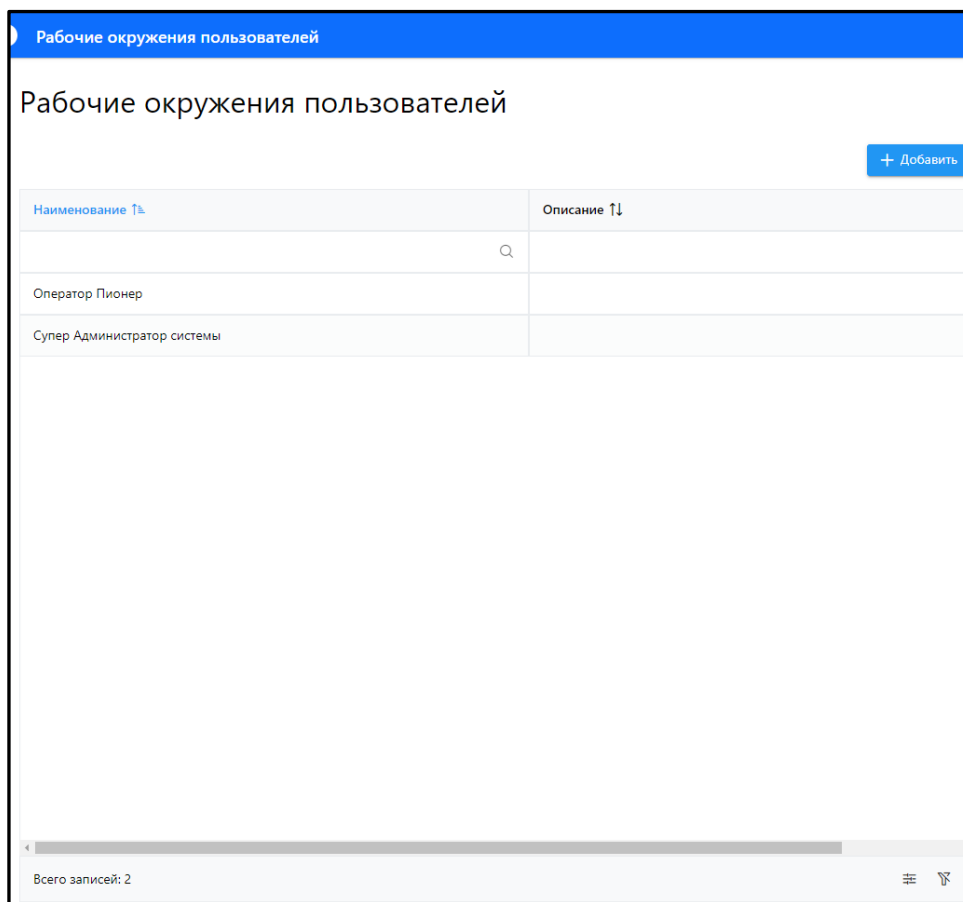 Рабочие окружения пользователей
Рабочие окружения пользователей
Добавить
Наименование Описание
Оператор Пионер
Супер Администратор системы
Всего записей: 2